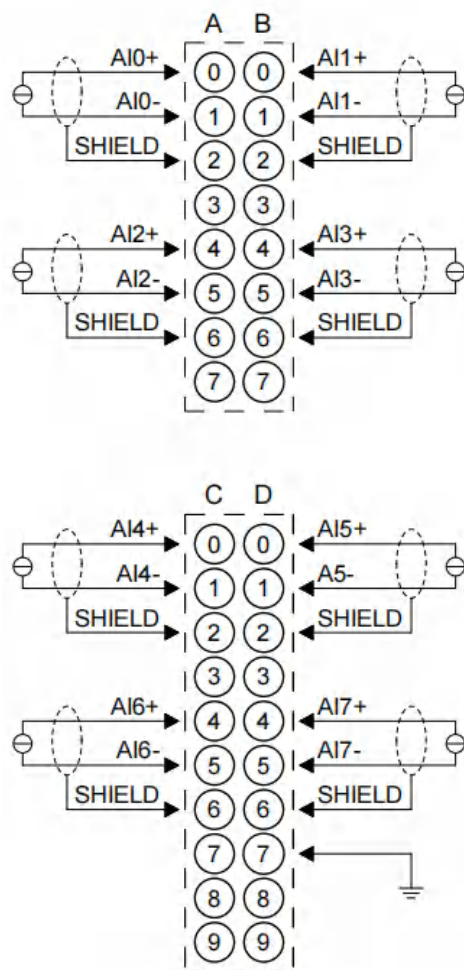 A B
AI0+ 0 0 AI1+
AI0- 1 1 AI1-
SHIELD 2 2 SHIELD
3 3
AI2+ 4 4 AI3+
AI2- 5 5 AI3-
SHIELD 6 6 SHIELD
7 7
C D
AI4+ 0 0 AI5+
AI4- 1 1 A5-
SHIELD 2 2 SHIELD
3 3
AI6+ 4 4 AI7+
AI6- 5 5 AI7-
SHIELD 6 6 SHIELD
7 7
8 8
9 9